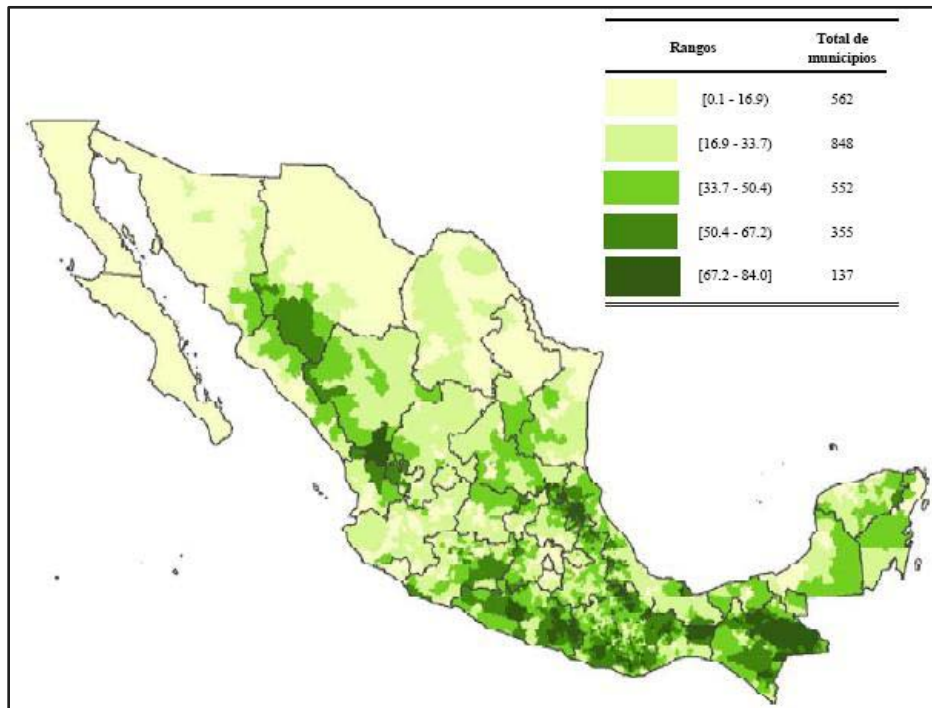 Rangos Total de municipios
[0.1 - 16.9) 562
[16.9 - 33.7) 848
[33.7 - 50.4) 552
[50.4 - 67.2) 355
[67.2 - 84.0] 137